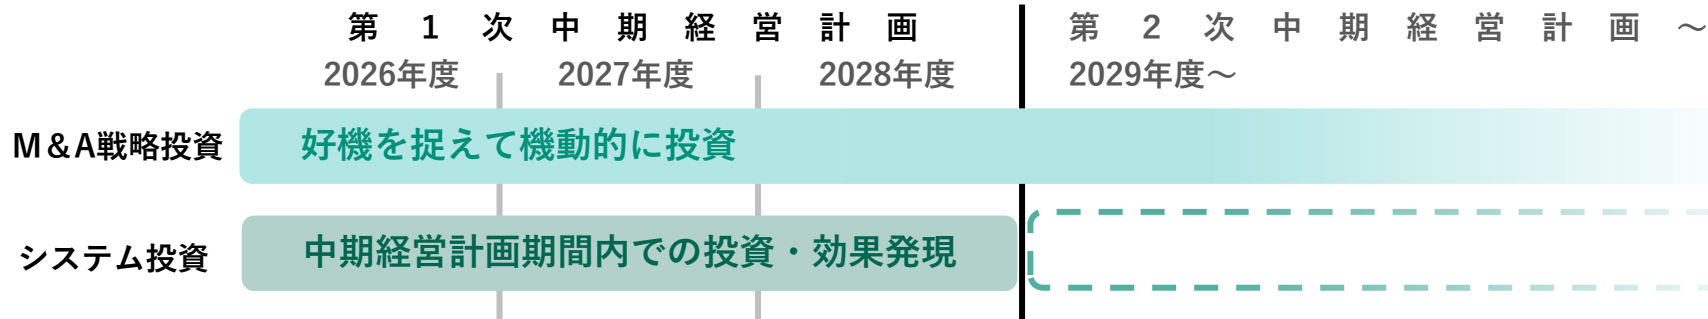 第1次中期経営計画 第2次中期経営計画～
2026年度 2027年度 2028年度 2029年度～
M&A戦略投資 好機を捉えて機動的に投資
システム投資 中期経営計画期間内での投資・効果発現